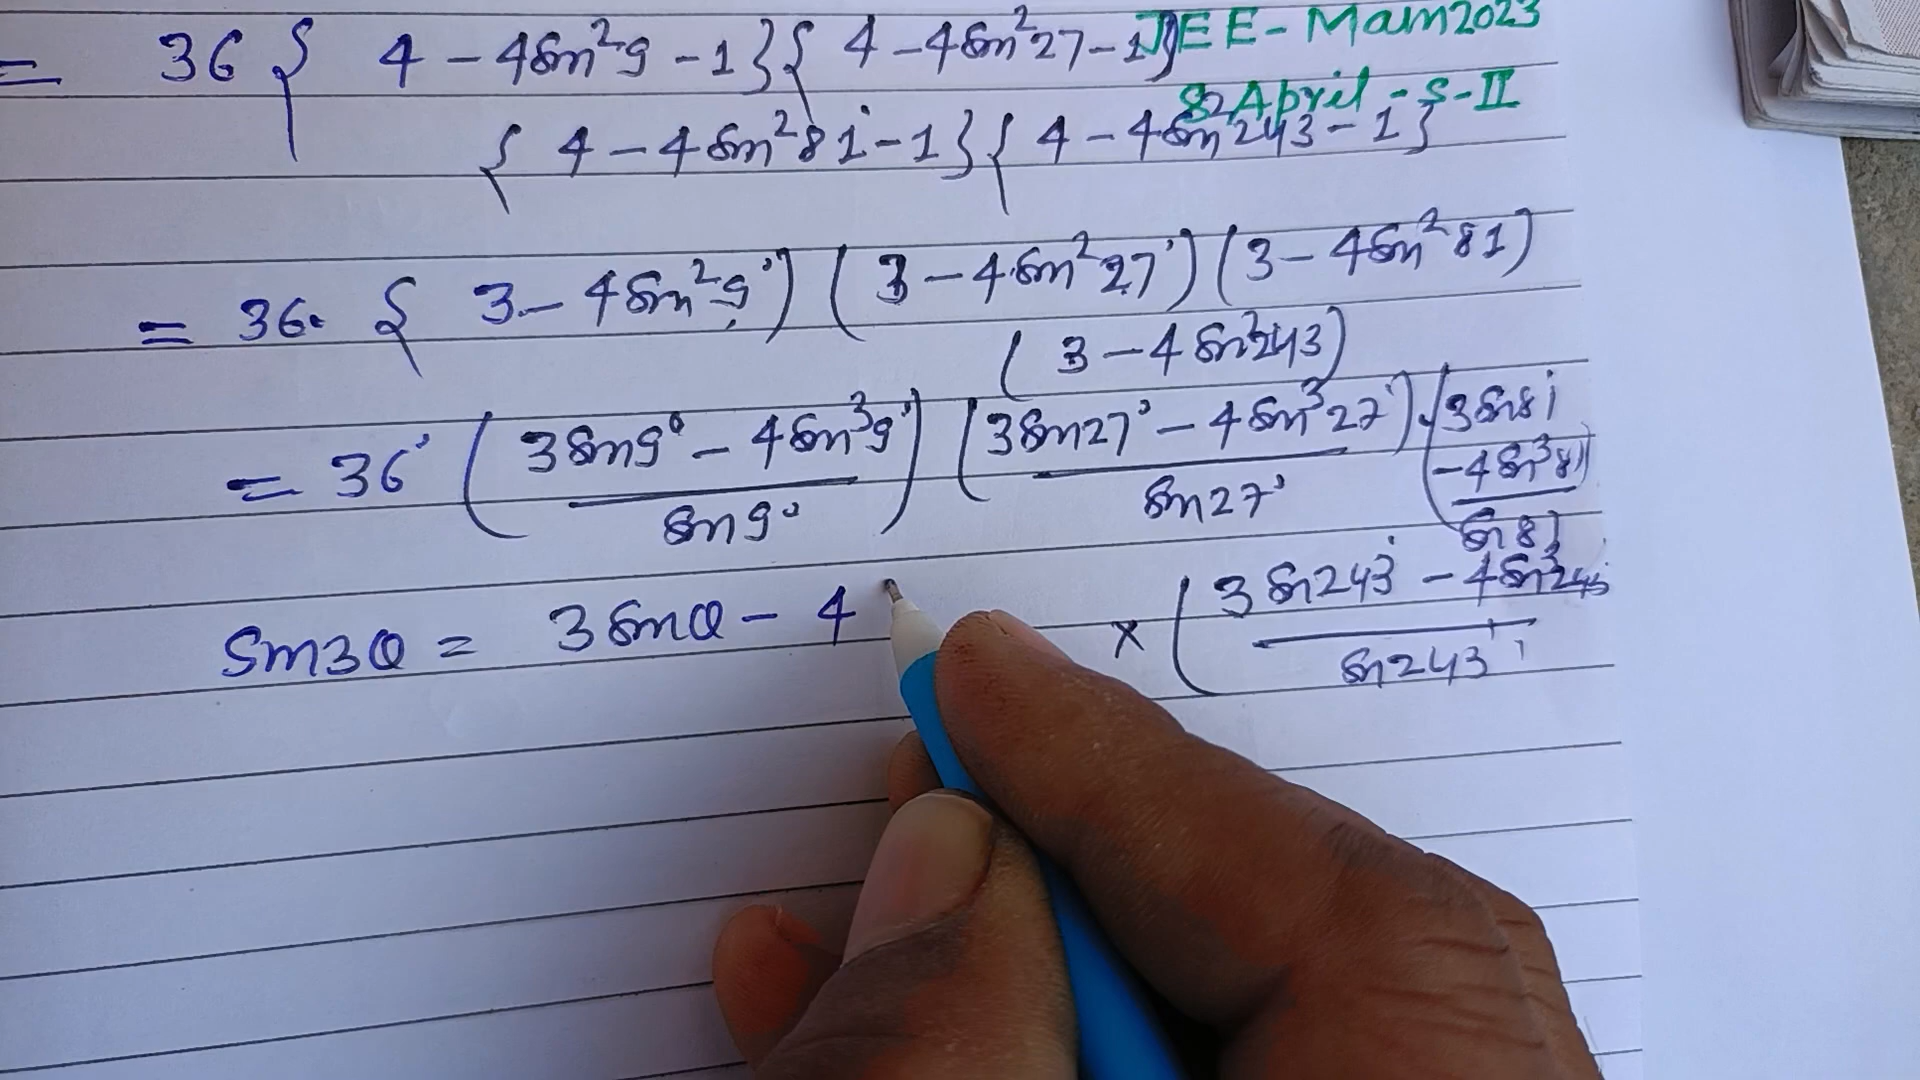 JEE-Main2023
8 April-S-II
= 36 { 4 - 4sin²9 - 1}{ 4 - 4sin²27 - 1}
{ 4 - 4sin²81° - 1}{ 4 - 4sin²243 - 1}
= 36. { 3 - 4sin²9°) (3 - 4sin²27°) (3 - 4sin²81)
(3 - 4sin²243)
= 36 (3sin9° - 4sin³9° / sin9°) (3sin27° - 4sin³27° / sin27°) . (3sin81 - 4sin³81 / sin81
sin3θ = 3sinθ - 4
× (3sin243° - 4sin³243 / sin243°